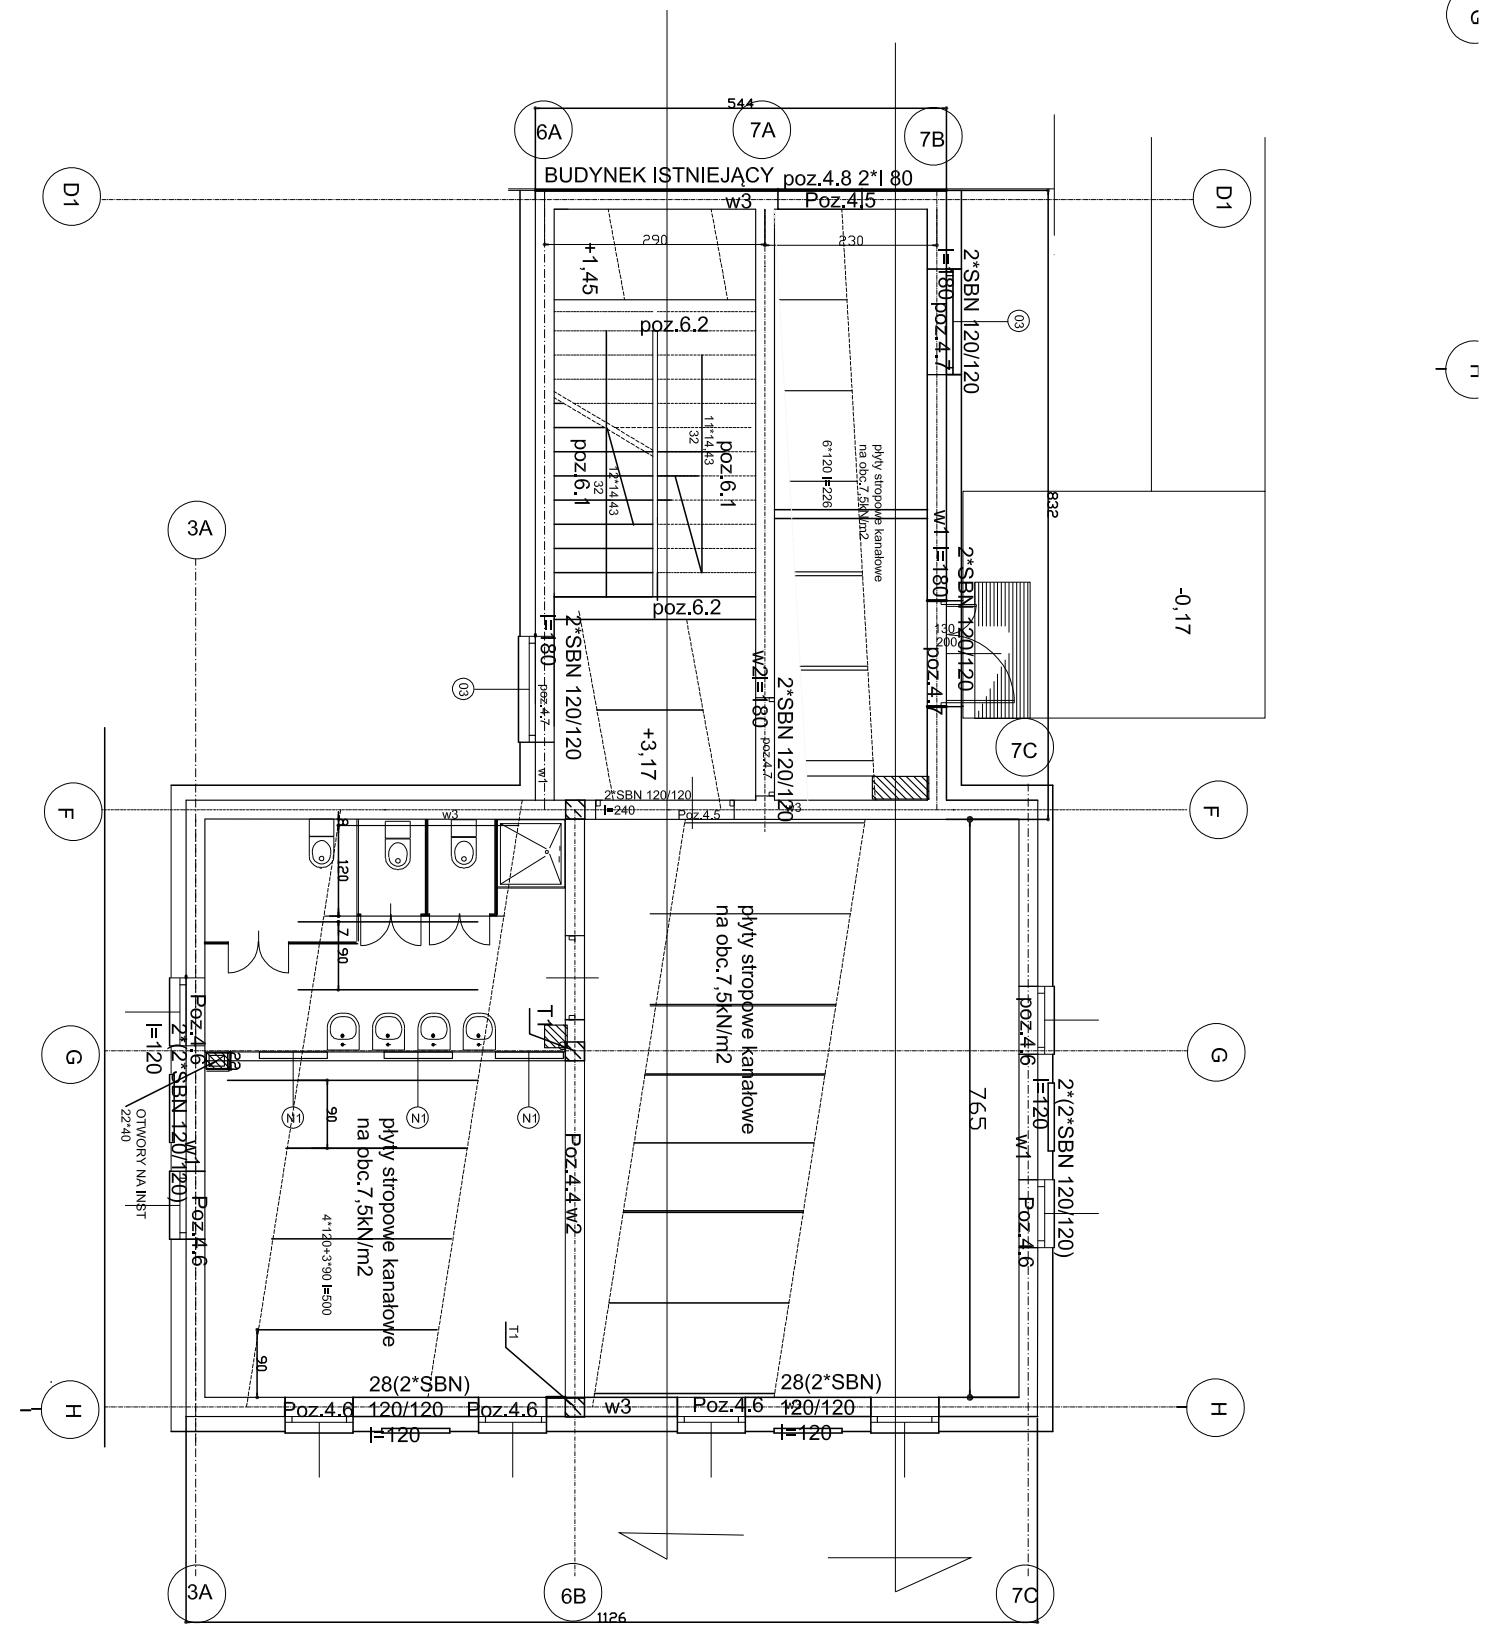 544
6A
7A
7B
BUDYNEK ISTNIEJĄCY
poz.4.8 2*I 80
w3
Poz.4.5
D1
D1
290
230
+1,45
2*SBN 120/120
l=180
poz.4.7
03
poz.6.2
11*14,43
32
poz.6.1
poz.6.1
12*14,43
32
6*120 l=226
płyty stropowe kanałowe
na obc.7,5kN/m2
832
3A
w1
2*SBN 120/120
l=180
130
200
poz.4.7
-0,17
poz.6.2
2*SBN 120/120
l=180
poz.4.7
w1
03
+3,17
w2
l=180
2*SBN 120/120
poz.4.7
7C
F
F
2*SBN 120/120
l=240
Poz.4.5
w3
w3
120
7
90
płyty stropowe kanałowe
na obc.7,5kN/m2
T1
G
G
Poz.4.6
2*(2*SBN 120/120)
l=120
w1
Poz.4.6
OTWORY NA INST
22*40
N1
N1
N1
90
płyty stropowe kanałowe
na obc.7,5kN/m2
4*120+3*90 l=500
Poz.4.4
w2
765
poz.4.6
2*(2*SBN 120/120)
l=120
w1
Poz.4.6
90
T1
28(2*SBN)
120/120
l=120
Poz.4.6
Poz.4.6
w3
Poz.4.6
28(2*SBN)
120/120
l=120
H
H
3A
6B
7C
1126